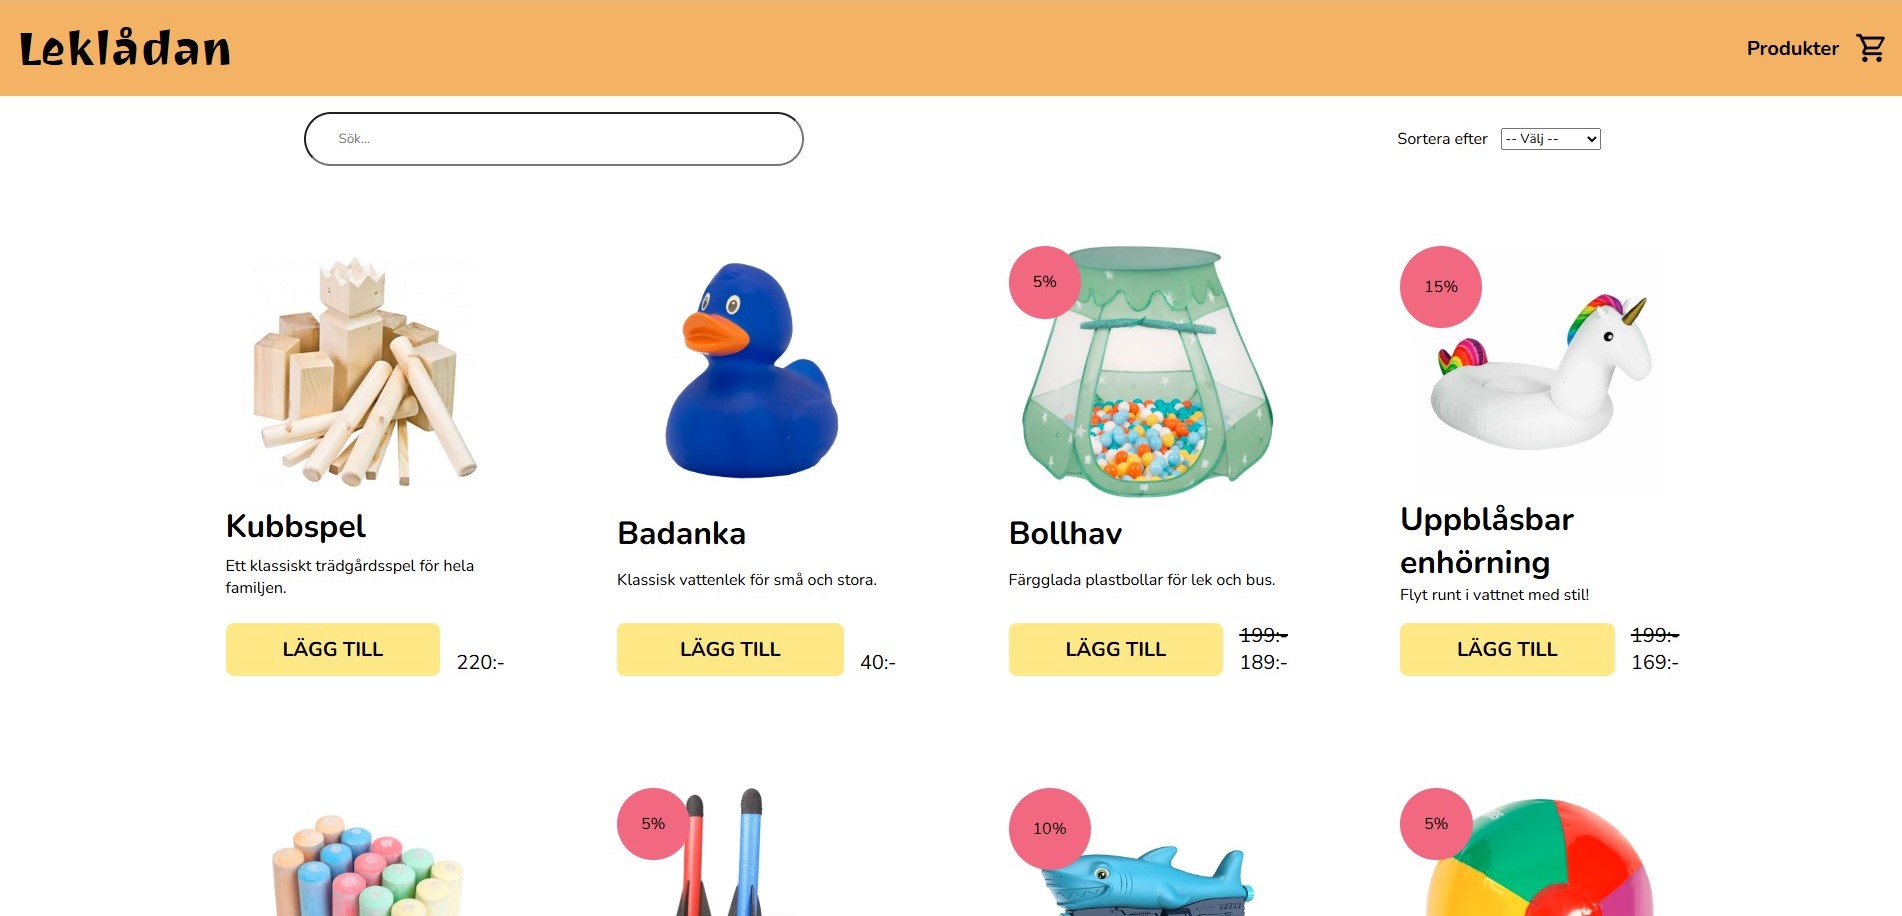 Leklådan
Produkter
Sök...
Sortera efter
-- Välj --
5%
15%
Kubbspel
Ett klassiskt trädgårdsspel för hela
familjen.
LÄGG TILL
220:-
Badanka
Klassisk vattenlek för små och stora.
LÄGG TILL
40:-
Bollhav
Färgglada plastbollar för lek och bus.
LÄGG TILL
199:-
189:-
Uppblåsbar
enhörning
Flyt runt i vattnet med stil!
LÄGG TILL
199:-
169:-
5%
10%
5%